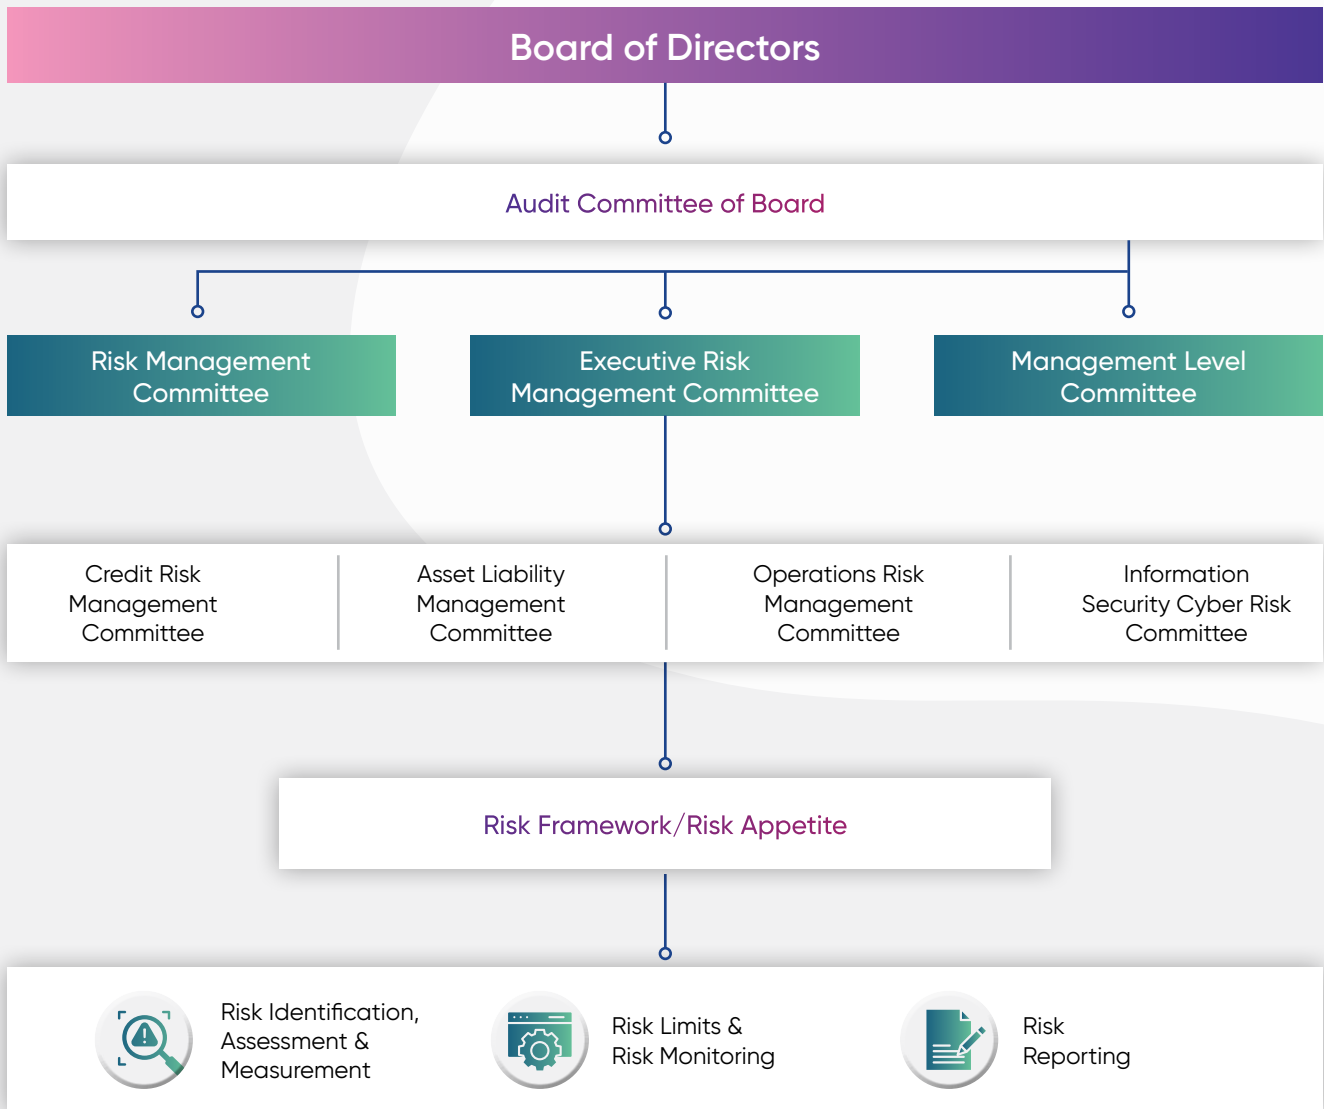 Board of Directors
Audit Committee of Board
Risk Management
Committee
Executive Risk
Management Committee
Management Level
Committee
Credit Risk
Management
Committee
Asset Liability
Management
Committee
Operations Risk
Management
Committee
Information
Security Cyber Risk
Committee
Risk Framework/Risk Appetite
Risk Identification,
Assessment &
Measurement
Risk Limits &
Risk Monitoring
Risk
Reporting